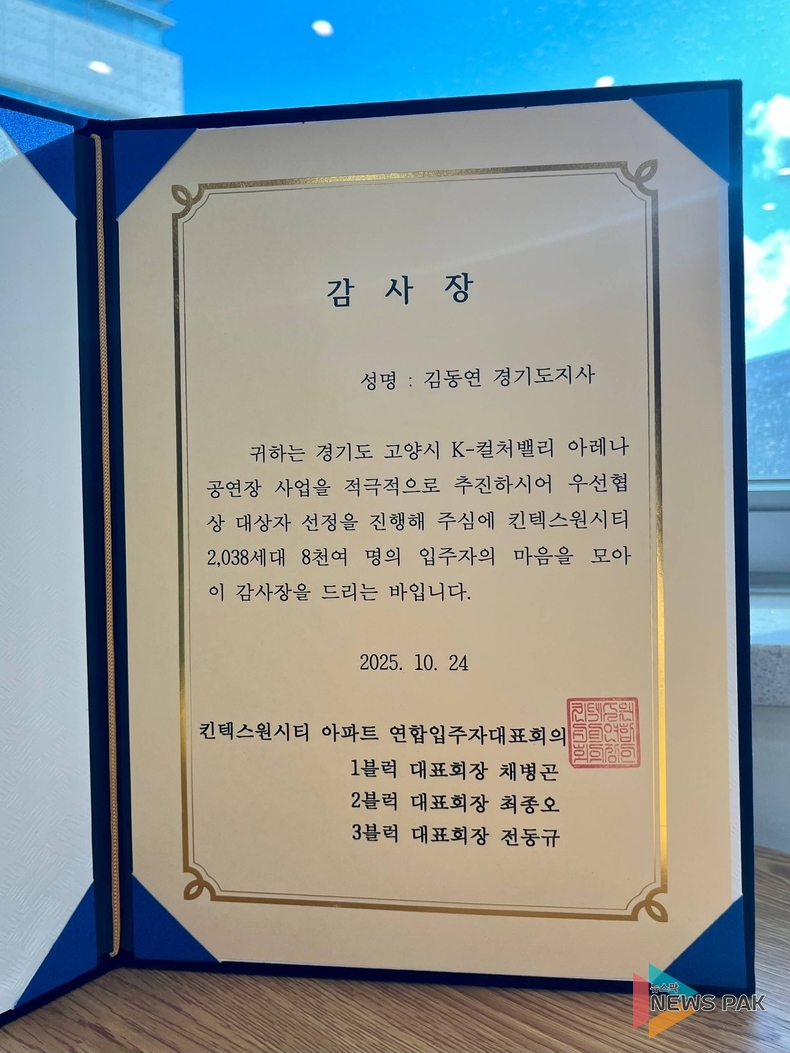 감 사 장
성명 : 김동연 경기도지사
귀하는 경기도 고양시 K-컬처밸리 아레나
공연장 사업을 적극적으로 추진하시어 우선협
상 대상자 선정을 진행해 주심에 킨텍스원시티
2,038세대 8천여 명의 입주자의 마음을 모아
이 감사장을 드리는 바입니다.
2025. 10. 24
킨텍스원시티 아파트 연합입주자대표회의
1블럭 대표회장 채병곤
2블럭 대표회장 최종오
3블럭 대표회장 전동규
뉴스팍
NEWS PAK